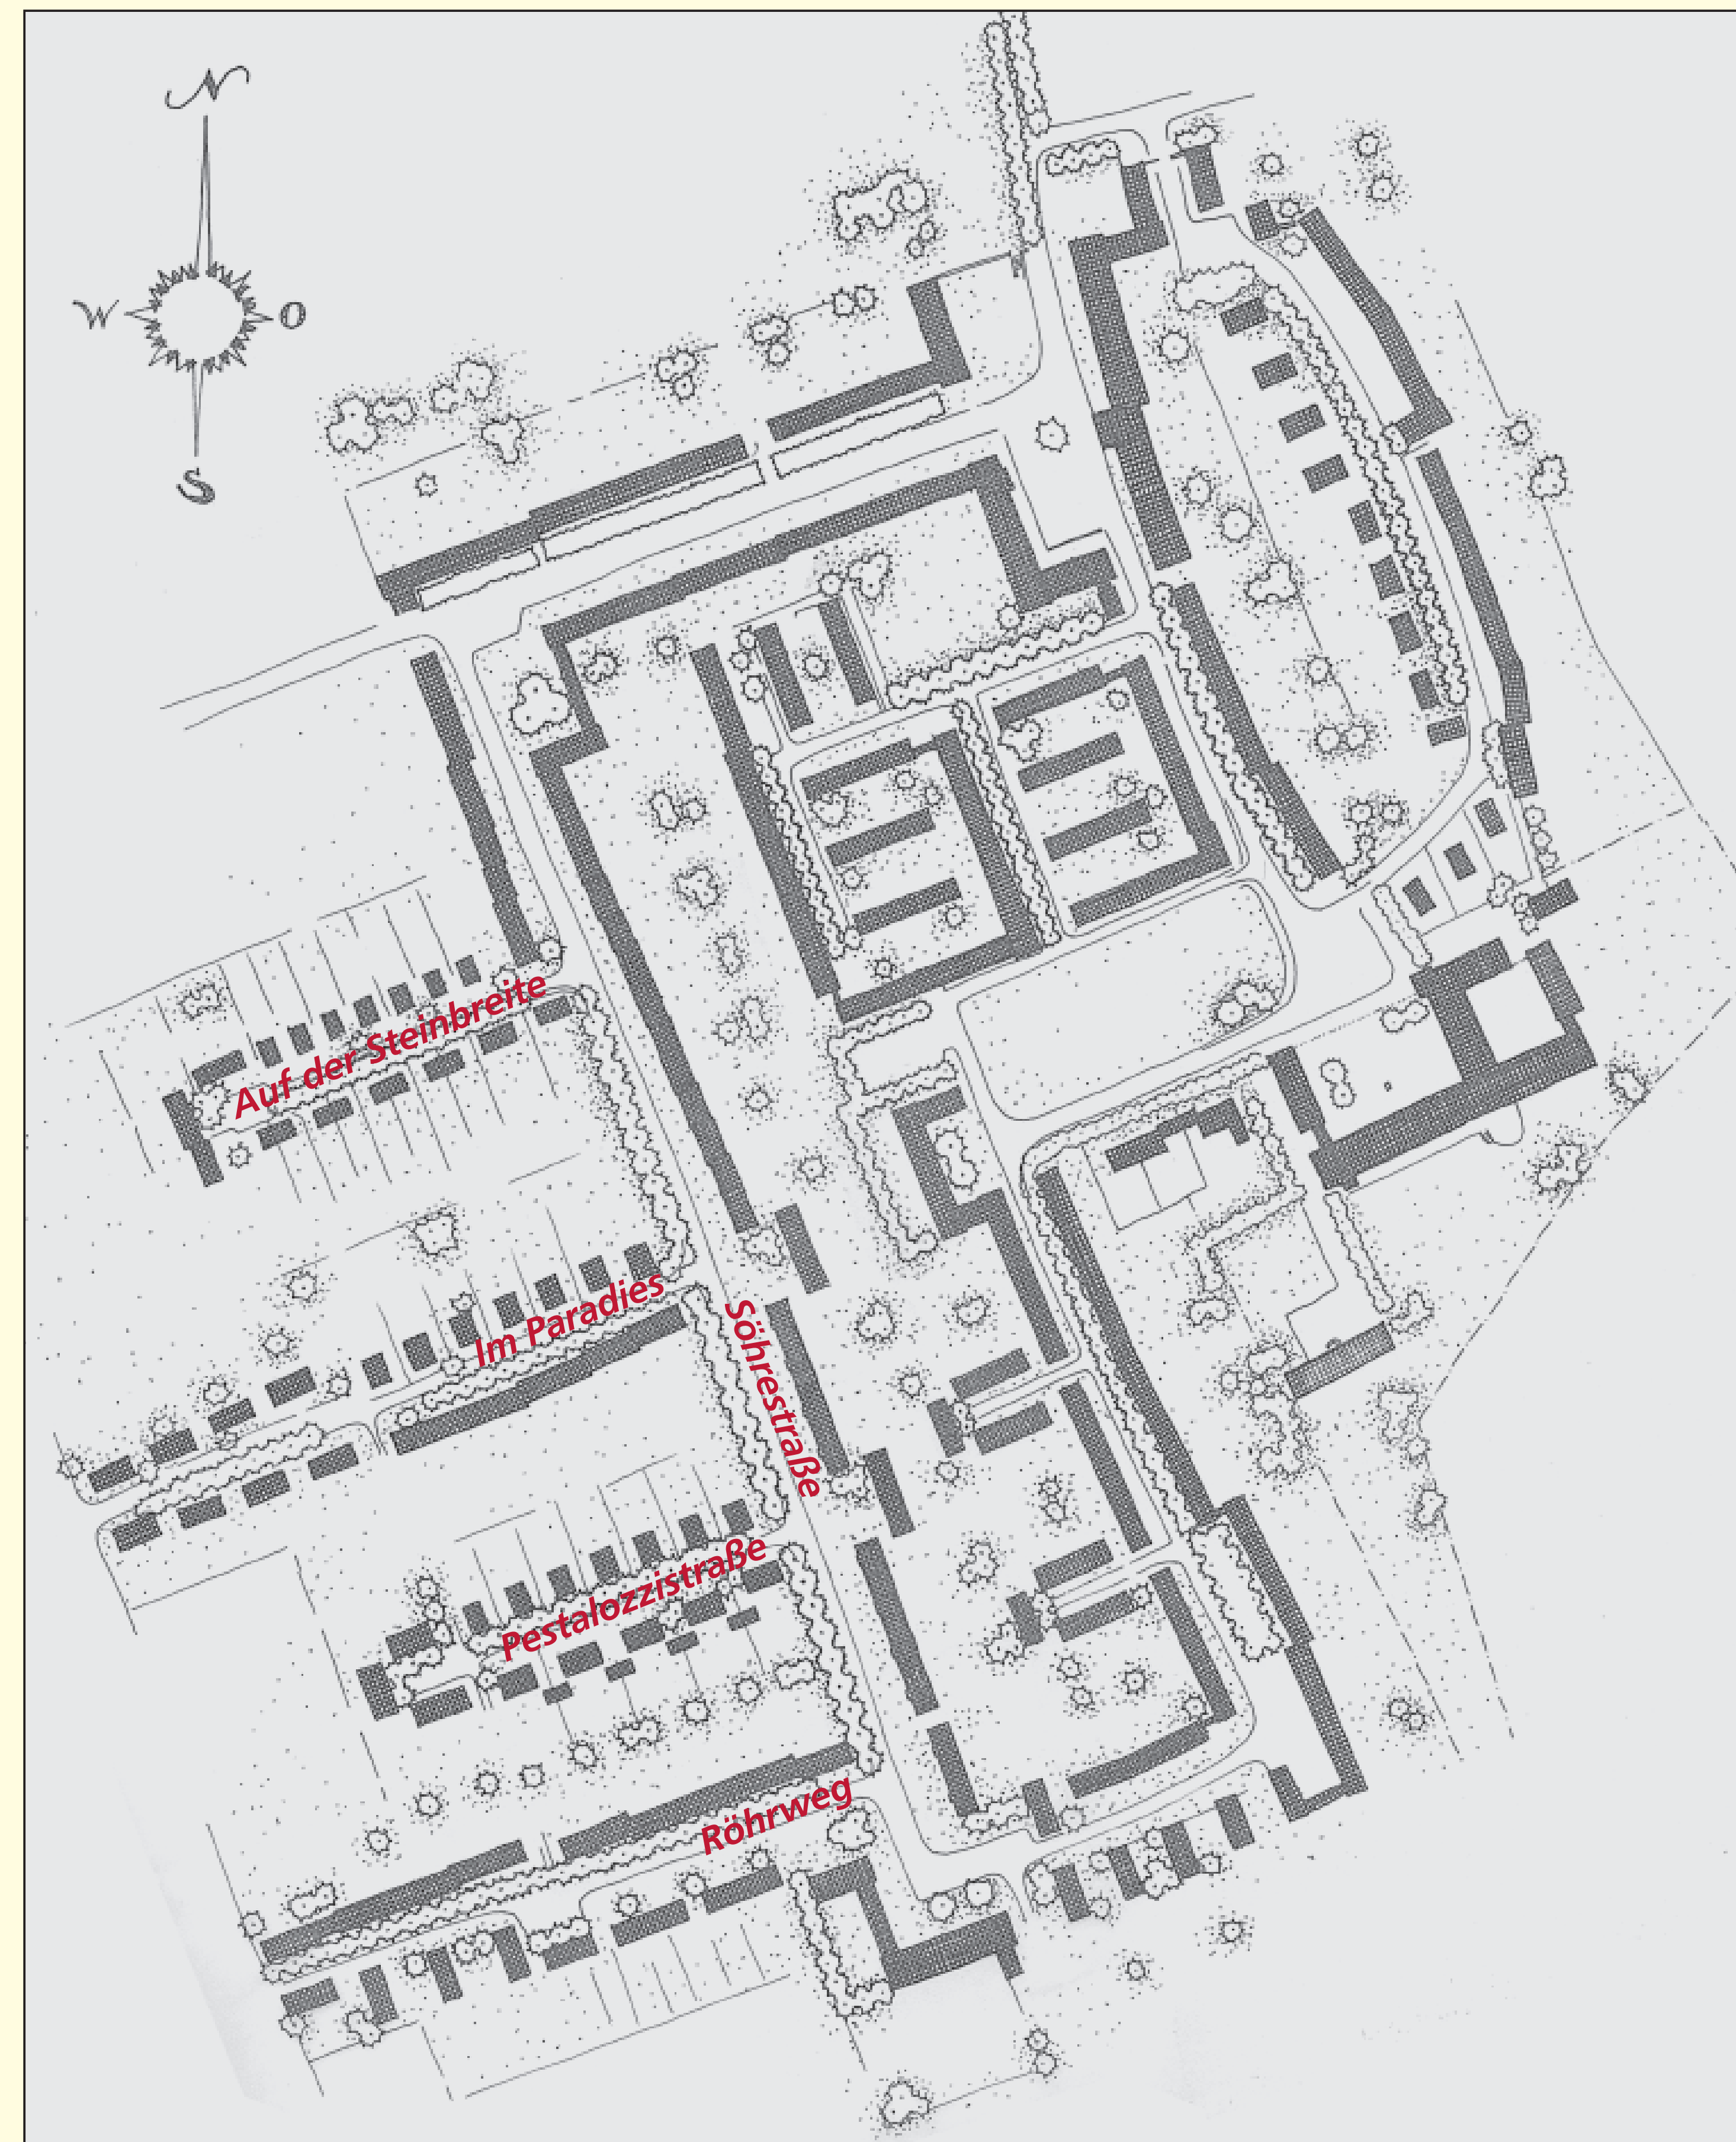 N
W O
S
Auf der Steinbreite
Im Paradies
Söhrestraße
Pestalozzistraße
Röhrweg